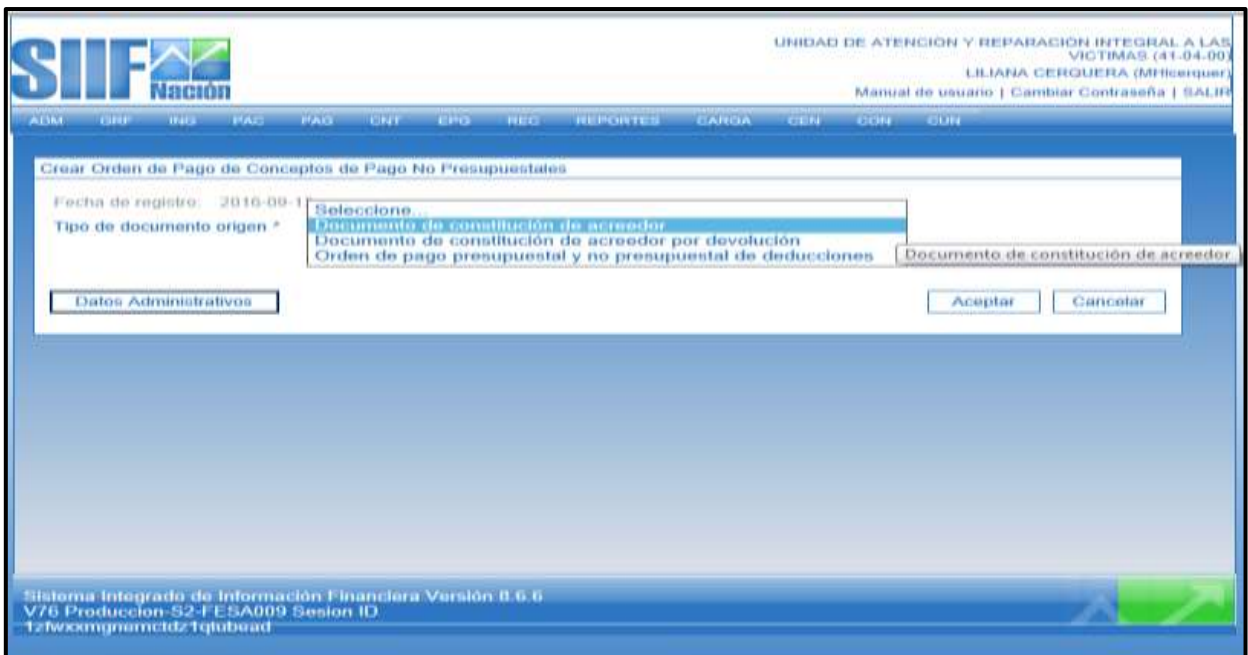 SIIF
Nación
UNIDAD DE ATENCION Y REPARACION INTEGRAL A LAS
VICTIMAS (41-04-00)
LILIANA CERQUERA (MHlcerquer)
Manual de usuario | Cambiar Contraseña | SALIR
ADM GRF ING PAC PAG CNT EPG REC REPORTES CARGA CEN CON CUN
Crear Orden de Pago de Conceptos de Pago No Presupuestales
Fecha de registro: 2016-09-1
Seleccione...
Tipo de documento origen *
Documento de constitución de acreedor
Documento de constitución de acreedor por devolución
Orden de pago presupuestal y no presupuestal de deducciones
Documento de constitución de acreedor
Datos Administrativos Aceptar Cancelar
Sistema Integrado de Información Financiera Versión 8.6.6
V76 Produccion-S2-FESA009 Sesion ID